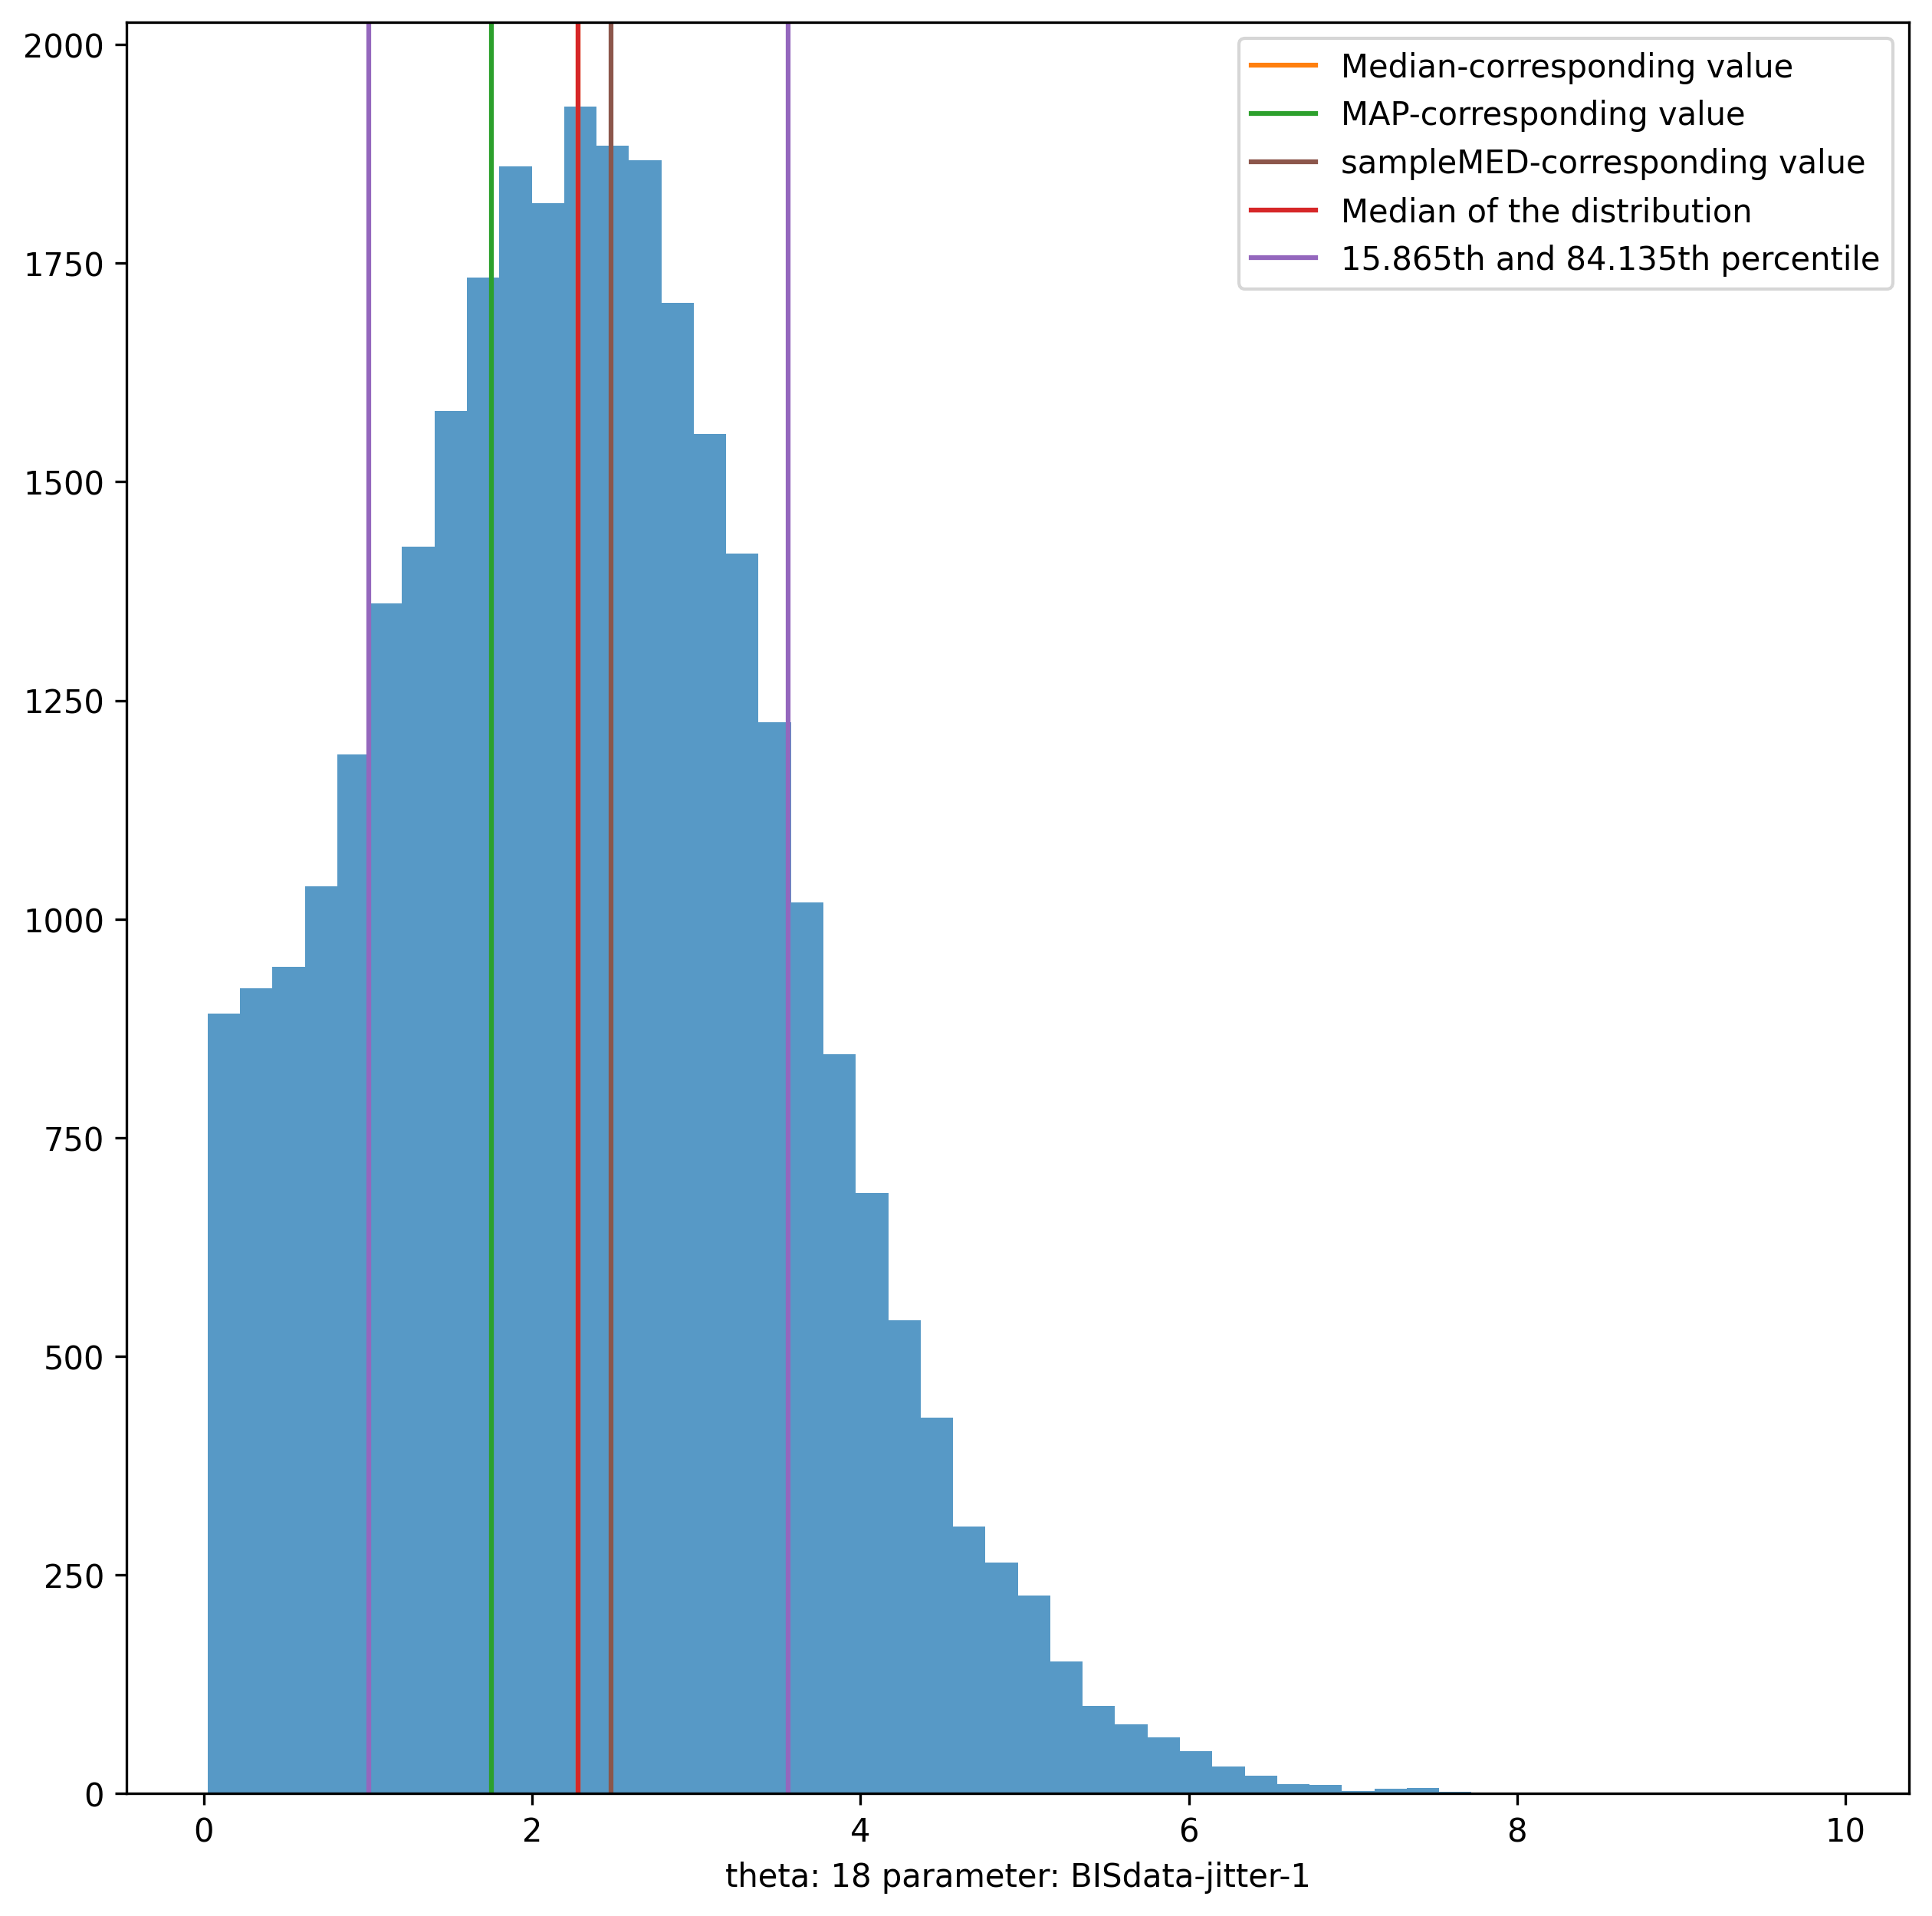 2000
1750
1500
1250
1000
750
500
250
0
Median-corresponding value
MAP-corresponding value
sampleMED-corresponding value
Median of the distribution
15.865th and 84.135th percentile
0 2 4 6 8 10
theta: 18 parameter: BISdata-jitter-1